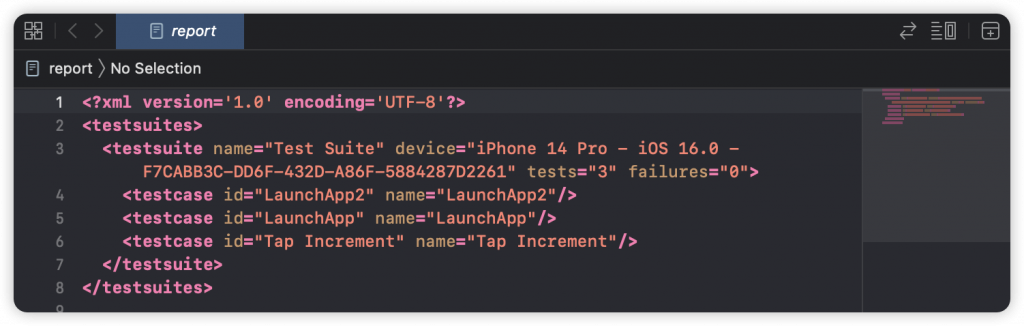 report
report 〉No Selection
1 <?xml version='1.0' encoding='UTF-8'?>
2 <testsuites>
3 <testsuite name="Test Suite" device="iPhone 14 Pro - iOS 16.0 -
F7CABB3C-DD6F-432D-A86F-5884287D2261" tests="3" failures="0">
4 <testcase id="LaunchApp2" name="LaunchApp2"/>
5 <testcase id="LaunchApp" name="LaunchApp"/>
6 <testcase id="Tap Increment" name="Tap Increment"/>
7 </testsuite>
8 </testsuites>
9